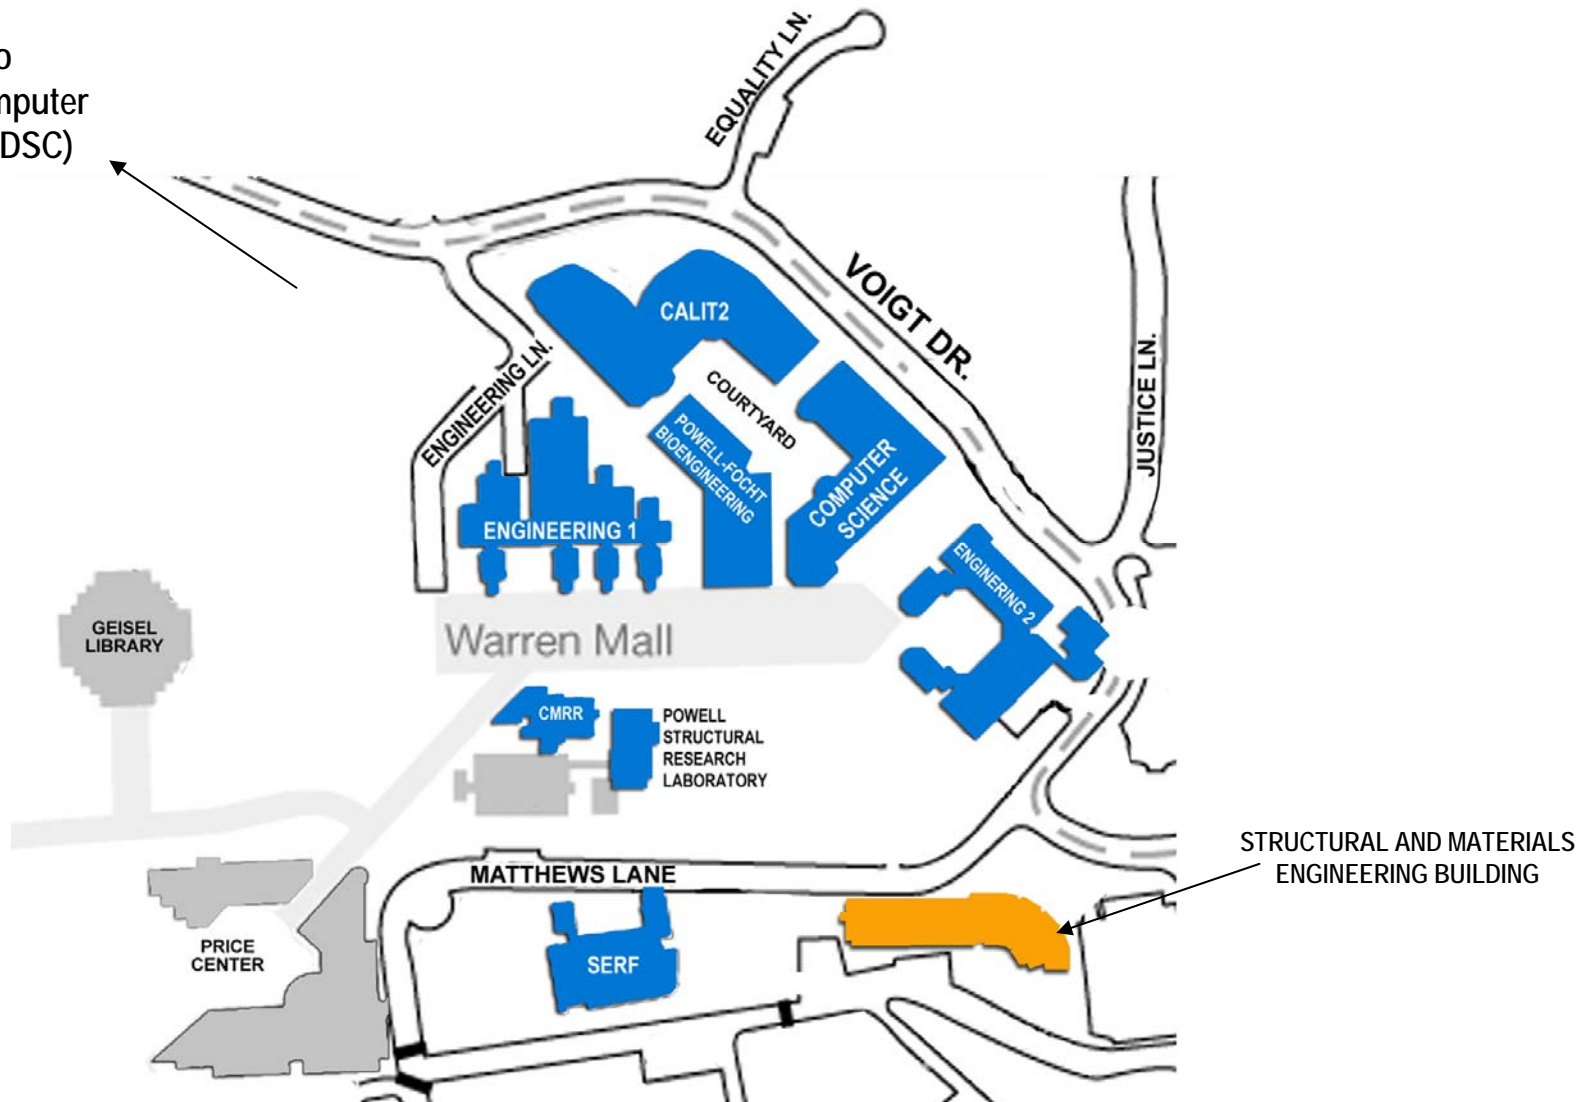 mputer
DSC)
EQUALITY LN.
VOIGT DR.
JUSTICE LN.
ENGINEERING LN.
CALIT2
COURTYARD
POWELL-FOCHT
BIOENGINEERING
COMPUTER
SCIENCE
ENGINEERING 1
ENGINERING 2
GEISEL
LIBRARY
Warren Mall
CMRR
POWELL
STRUCTURAL
RESEARCH
LABORATORY
STRUCTURAL AND MATERIALS
ENGINEERING BUILDING
MATTHEWS LANE
PRICE
CENTER
SERF